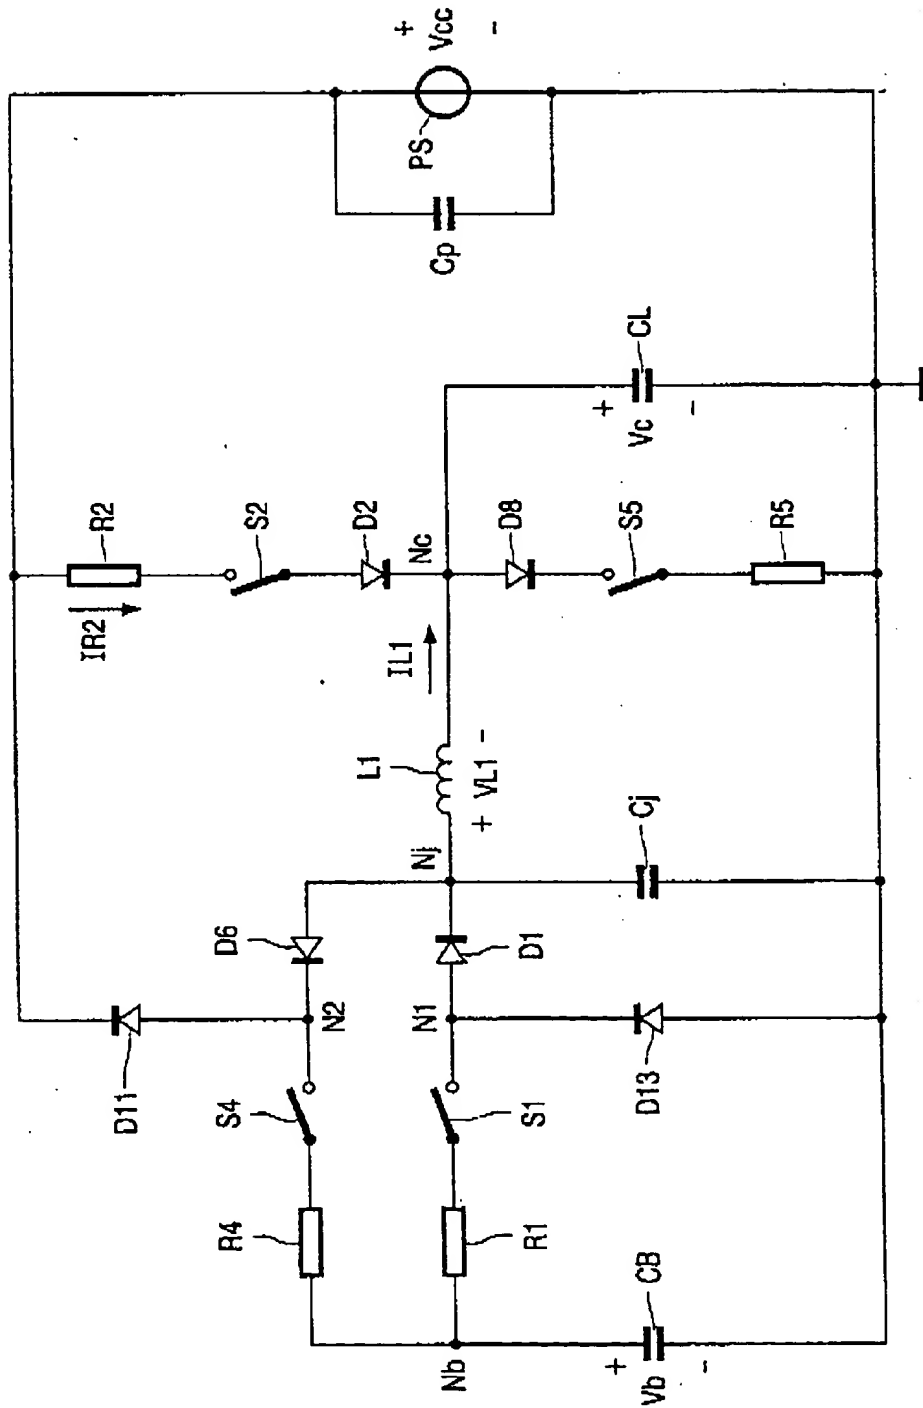 +
Vcc
-
PS
Cp
R2
IR2
S2
D2
Nc
D8
S5
R5
CL
+
Vc
-
IL1
L1
+ VL1 -
Nj
Cj
D6
D1
D11
N2
N1
D13
S4
S1
R4
R1
Nb
CB
+
Vb
-